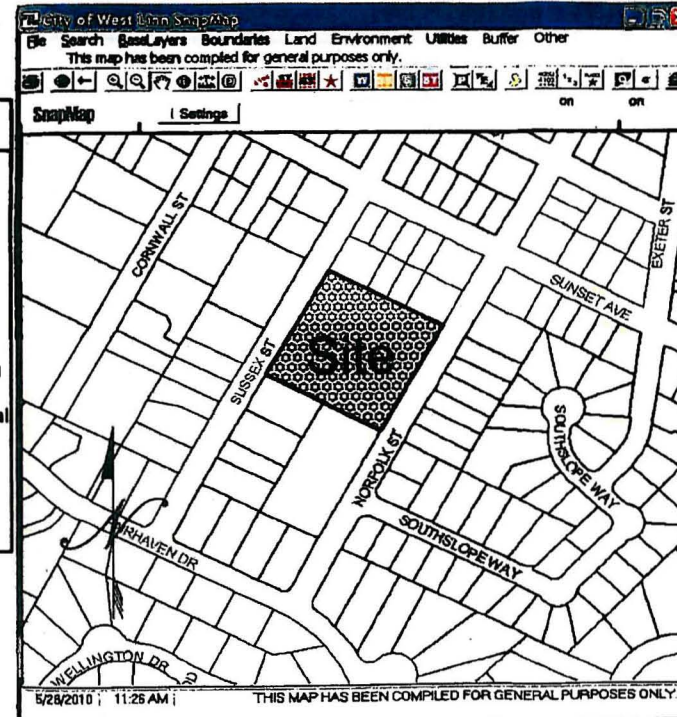 City of West Linn SnapMap
File Search BaseLayers Boundaries Land Environment Utilities Buffer Other
This map has been compiled for general purposes only.
on on
SnapMap Settings
CORNWALL ST
EXETER ST
SUNSET AVE
Site
SUSSEX ST
SOUTHSLOPE WAY
NORFOLK ST
SOUTHSLOPE WAY
FAIRHAVEN DR
WELLINGTON DR
5/28/2010 11:26 AM THIS MAP HAS BEEN COMPILED FOR GENERAL PURPOSES ONLY.